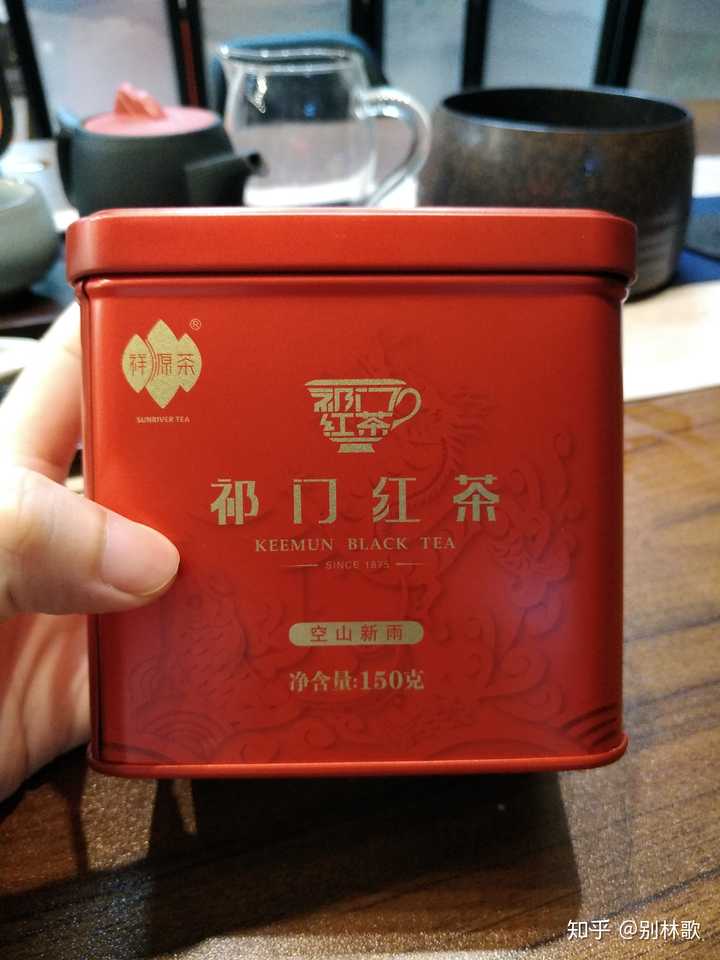 祥源茶
®
SUNRIVER TEA
祁门
红茶
祁门红茶
KEEMUN BLACK TEA
SINCE 1875
空山新雨
净含量:150克
知乎 @别林歌